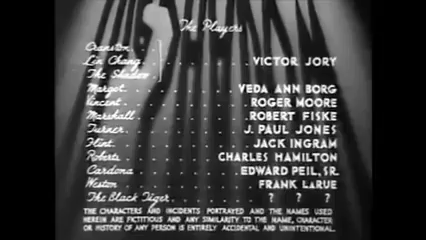 The Players
Cranston
Lin Chang . . . . . . . . VICTOR JORY
The Shadow
Margot . . . . . . . . VEDA ANN BORG
Vincent . . . . . . . . ROGER MOORE
Marshall . . . . . . . . ROBERT FISKE
Turner . . . . . . . . J. PAUL JONES
Flint . . . . . . . . JACK INGRAM
Roberts . . . . . . CHARLES HAMILTON
Cardona . . . . . . EDWARD PEIL, SR.
Weston . . . . . . . . FRANK LARUE
The Black Tiger . . . . . . ? ? ?
THE CHARACTERS AND INCIDENTS PORTRAYED AND THE NAMES USED
HEREIN ARE FICTITIOUS AND ANY SIMILARITY TO THE NAME, CHARACTER
OR HISTORY OF ANY PERSON IS ENTIRELY ACCIDENTAL AND UNINTENTIONAL.